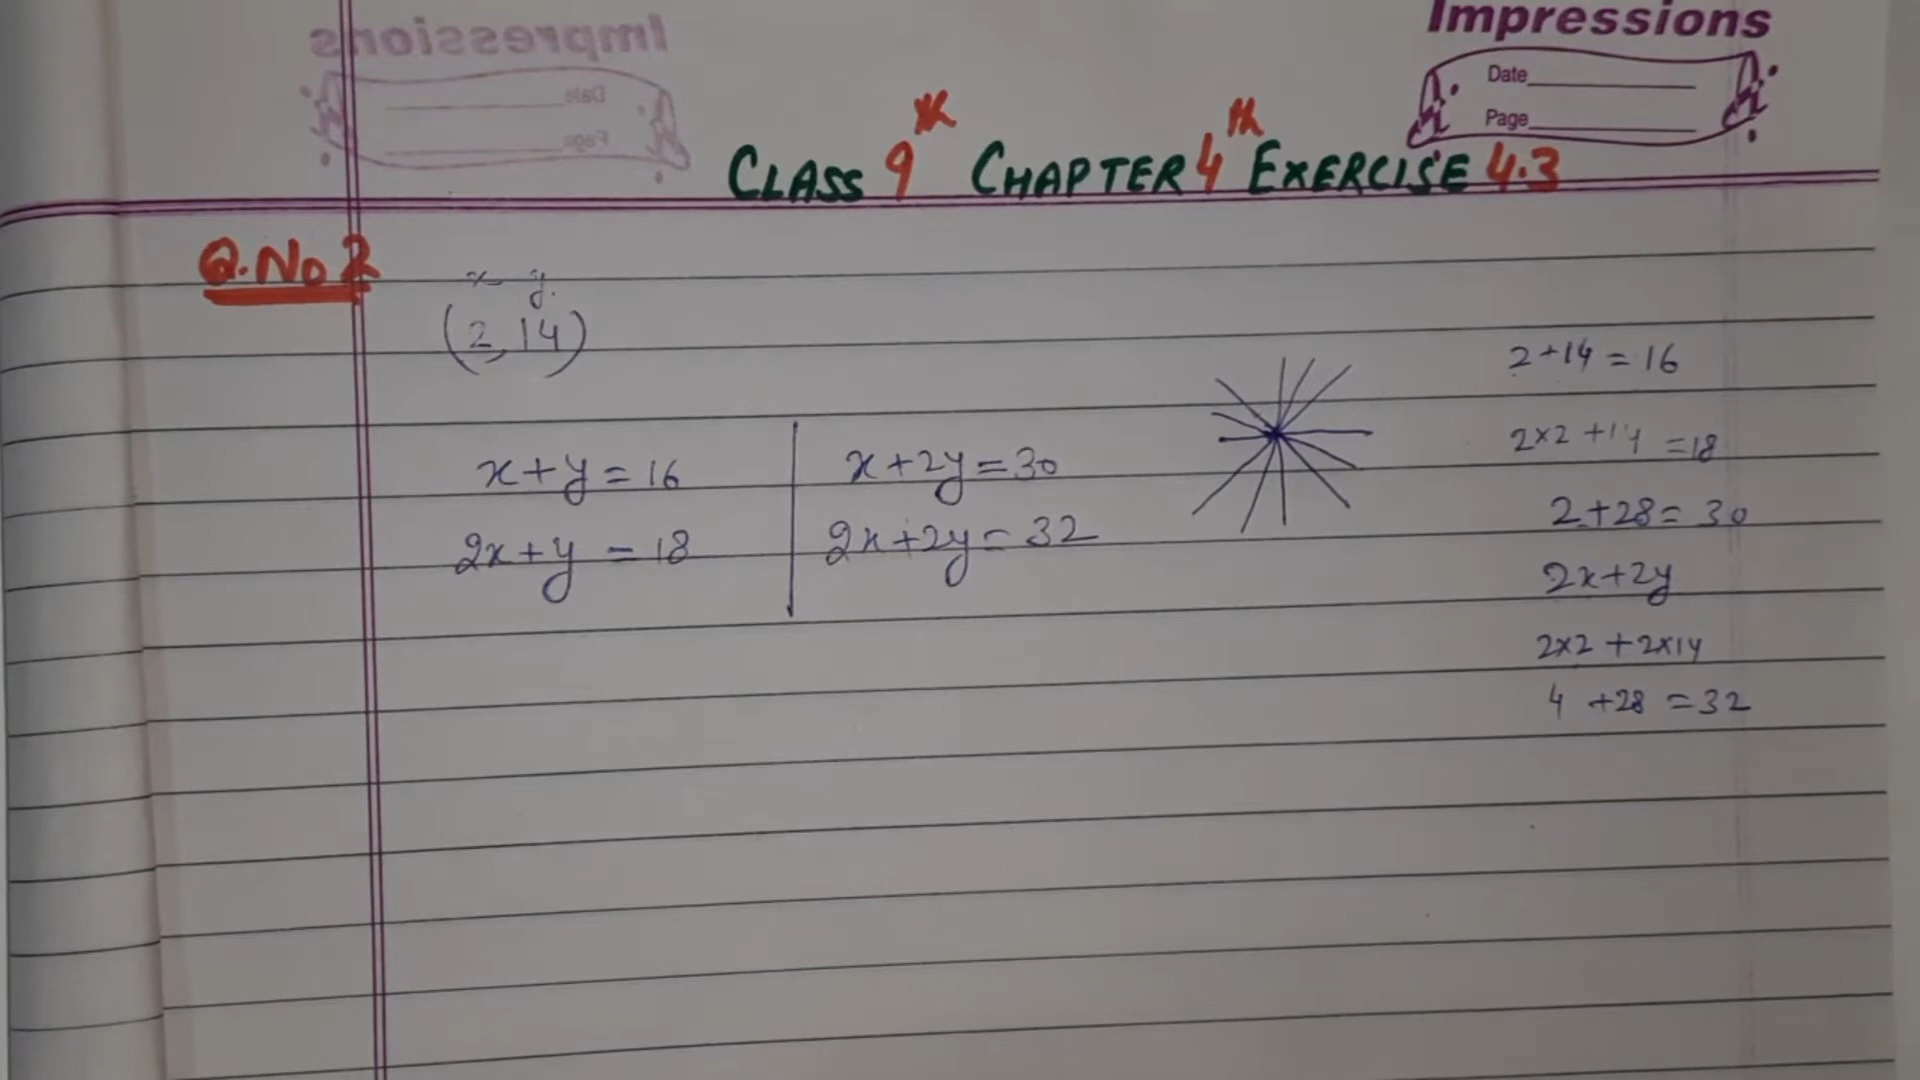 Impressions
Date
Page
CLASS 9th CHAPTER 4th EXERCISE 4.3
Q.No 2
x y.
(2, 14)
x+y=16
2x+y=18
x+2y=30
2x+2y=32
2+14=16
2×2+14=18
2+28=30
2x+2y
2×2+2×14
4+28=32